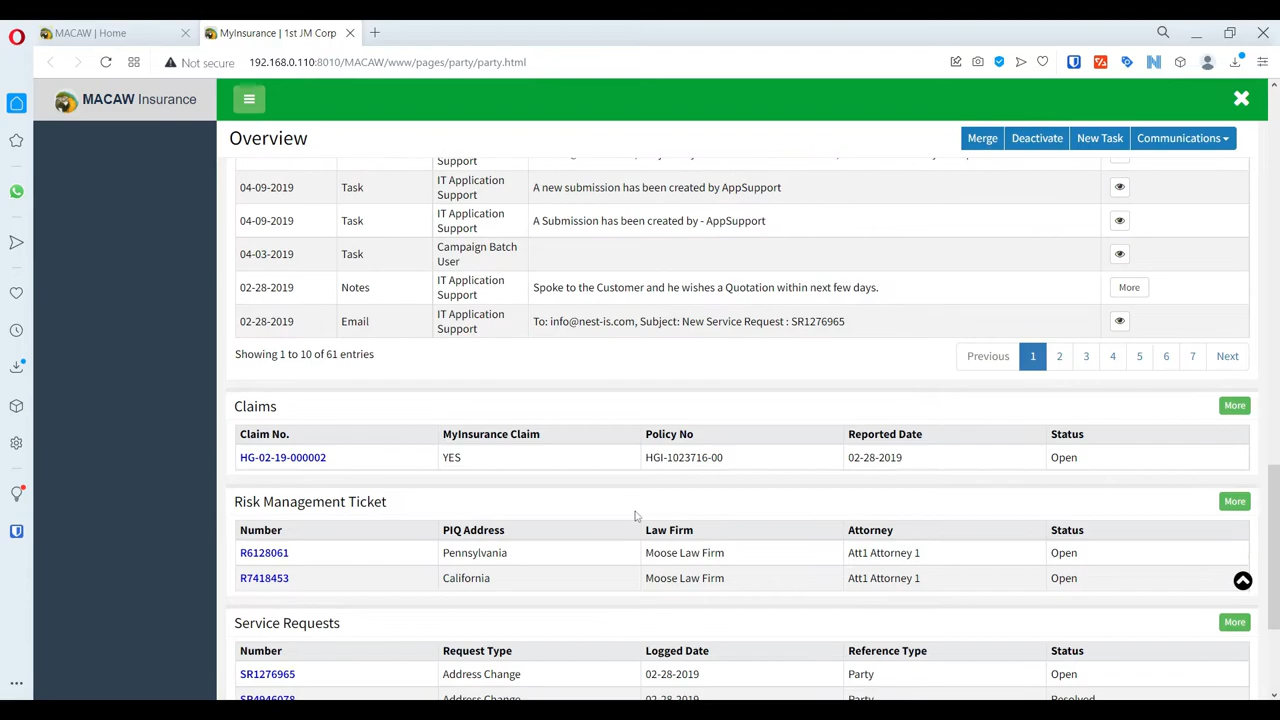 MACAW | Home
MyInsurance | 1st JM Corp
Not secure 192.168.0.110:8010/MACAW/www/pages/party/party.html
MACAW Insurance
Overview
Merge Deactivate New Task Communications
Support
04-09-2019 Task IT Application Support A new submission has been created by AppSupport
04-09-2019 Task IT Application Support A Submission has been created by - AppSupport
04-03-2019 Task Campaign Batch User
02-28-2019 Notes IT Application Support Spoke to the Customer and he wishes a Quotation within next few days. More
02-28-2019 Email IT Application Support To: info@nest-is.com, Subject: New Service Request : SR1276965
Showing 1 to 10 of 61 entries
Previous 1 2 3 4 5 6 7 Next
Claims More
Claim No. MyInsurance Claim Policy No Reported Date Status
HG-02-19-000002 YES HGI-1023716-00 02-28-2019 Open
Risk Management Ticket More
Number PIQ Address Law Firm Attorney Status
R6128061 Pennsylvania Moose Law Firm Att1 Attorney 1 Open
R7418453 California Moose Law Firm Att1 Attorney 1 Open
Service Requests More
Number Request Type Logged Date Reference Type Status
SR1276965 Address Change 02-28-2019 Party Open
SR4946078 Address Change 02-28-2019 Party Resolved